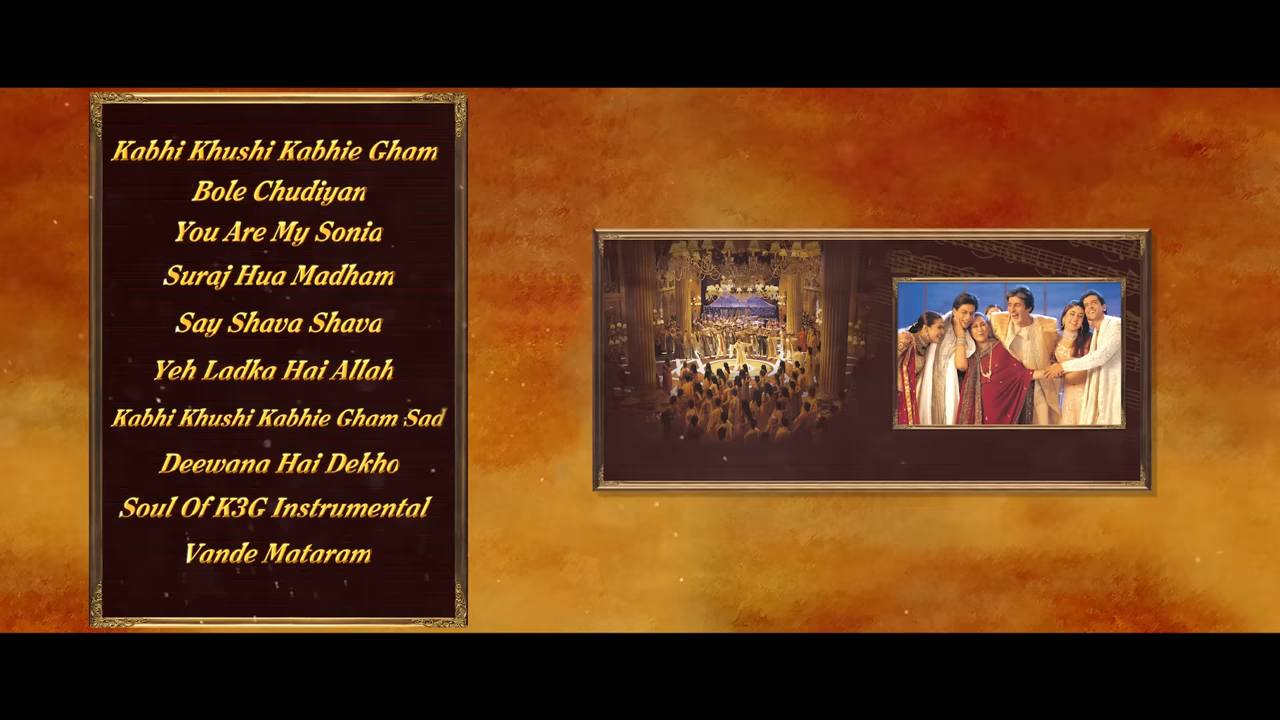 Kabhi Khushi Kabhie Gham
Bole Chudiyan
You Are My Sonia
Suraj Hua Madham
Say Shava Shava
Yeh Ladka Hai Allah
Kabhi Khushi Kabhie Gham Sad
Deewana Hai Dekho
Soul Of K3G Instrumental
Vande Mataram